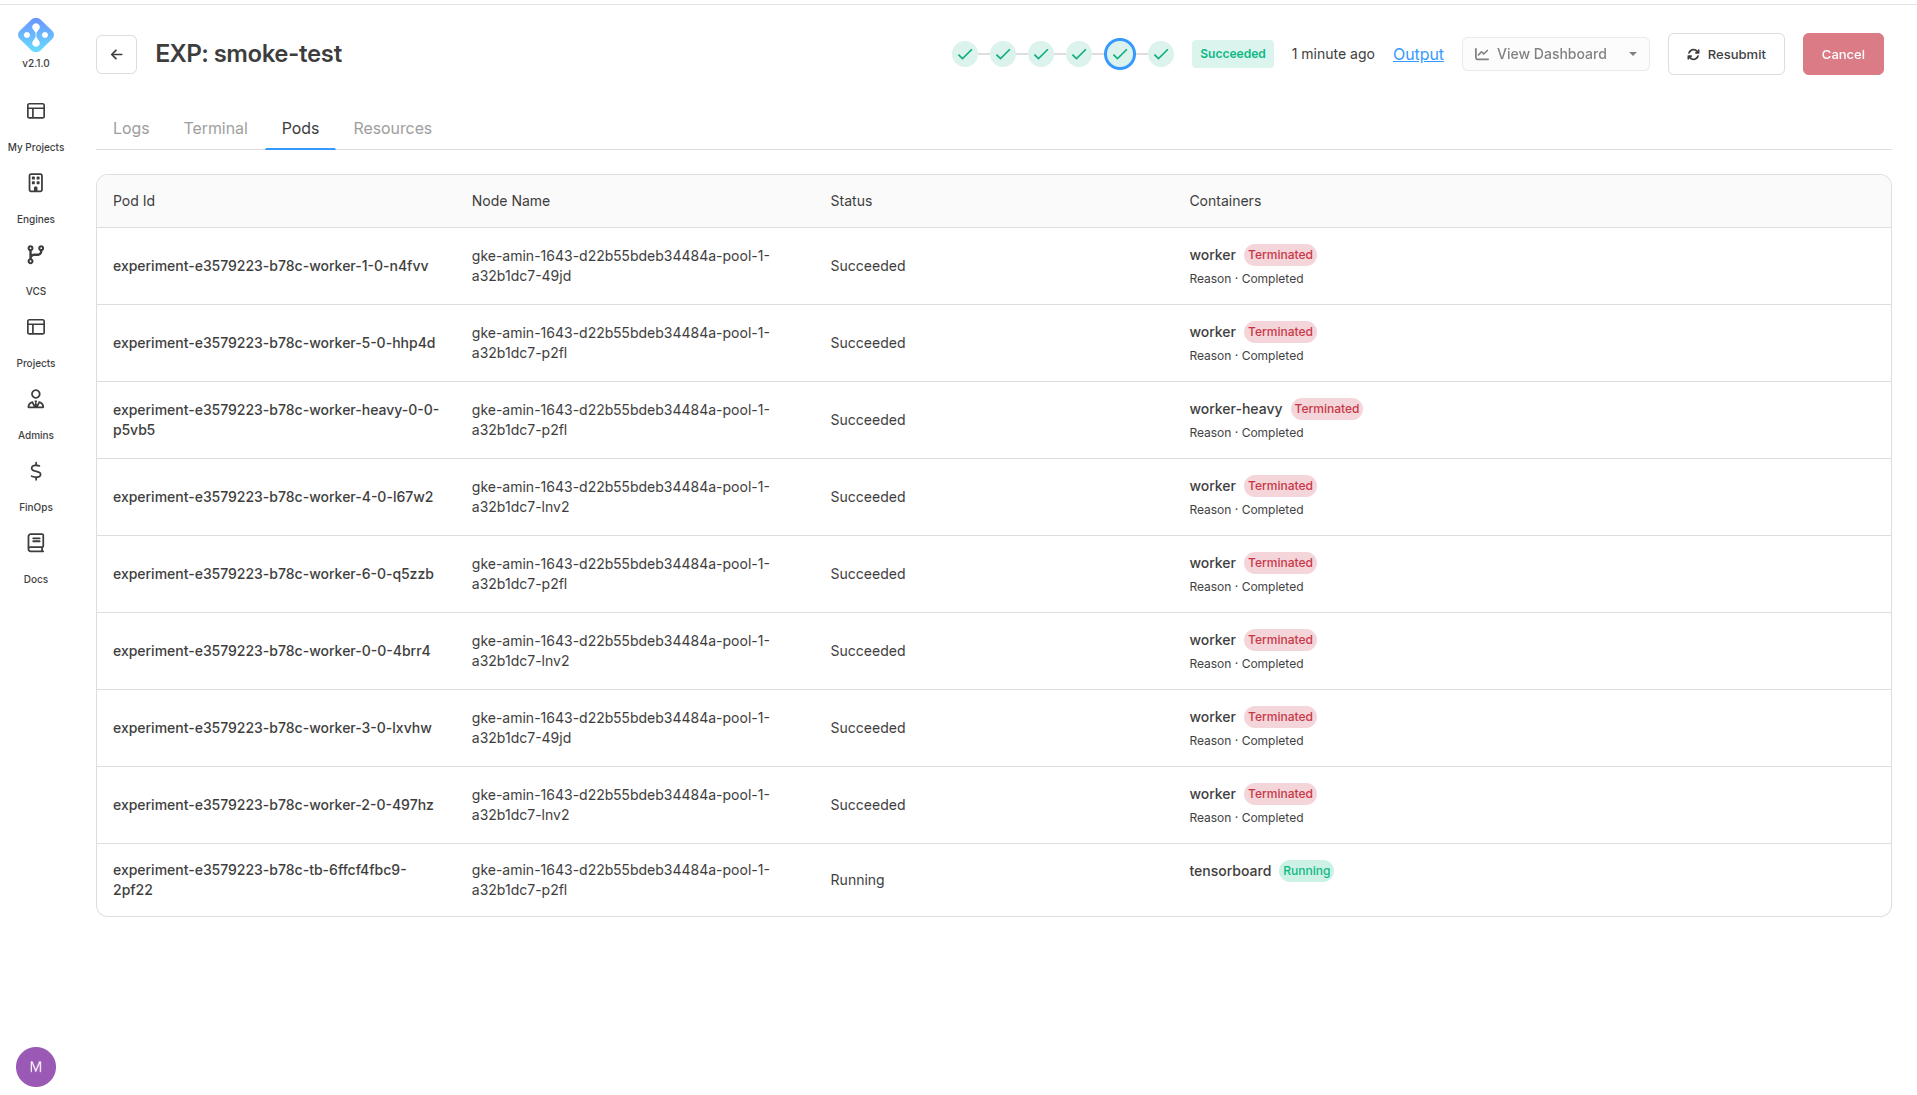 v2.1.0
EXP: smoke-test
Succeeded
1 minute ago
Output
View Dashboard
Resubmit
Cancel
My Projects
Engines
VCS
Projects
Admins
FinOps
Docs
M
Logs
Terminal
Pods
Resources
Pod Id
Node Name
Status
Containers
experiment-e3579223-b78c-worker-1-0-n4fvv
gke-amin-1643-d22b55bdeb34484a-pool-1-
a32b1dc7-49jd
Succeeded
worker Terminated
Reason · Completed
experiment-e3579223-b78c-worker-5-0-hhp4d
gke-amin-1643-d22b55bdeb34484a-pool-1-
a32b1dc7-p2fl
Succeeded
worker Terminated
Reason · Completed
experiment-e3579223-b78c-worker-heavy-0-0-
p5vb5
gke-amin-1643-d22b55bdeb34484a-pool-1-
a32b1dc7-p2fl
Succeeded
worker-heavy Terminated
Reason · Completed
experiment-e3579223-b78c-worker-4-0-l67w2
gke-amin-1643-d22b55bdeb34484a-pool-1-
a32b1dc7-lnv2
Succeeded
worker Terminated
Reason · Completed
experiment-e3579223-b78c-worker-6-0-q5zzb
gke-amin-1643-d22b55bdeb34484a-pool-1-
a32b1dc7-p2fl
Succeeded
worker Terminated
Reason · Completed
experiment-e3579223-b78c-worker-0-0-4brr4
gke-amin-1643-d22b55bdeb34484a-pool-1-
a32b1dc7-lnv2
Succeeded
worker Terminated
Reason · Completed
experiment-e3579223-b78c-worker-3-0-lxvhw
gke-amin-1643-d22b55bdeb34484a-pool-1-
a32b1dc7-49jd
Succeeded
worker Terminated
Reason · Completed
experiment-e3579223-b78c-worker-2-0-497hz
gke-amin-1643-d22b55bdeb34484a-pool-1-
a32b1dc7-lnv2
Succeeded
worker Terminated
Reason · Completed
experiment-e3579223-b78c-tb-6ffcf4fbc9-
2pf22
gke-amin-1643-d22b55bdeb34484a-pool-1-
a32b1dc7-p2fl
Running
tensorboard Running